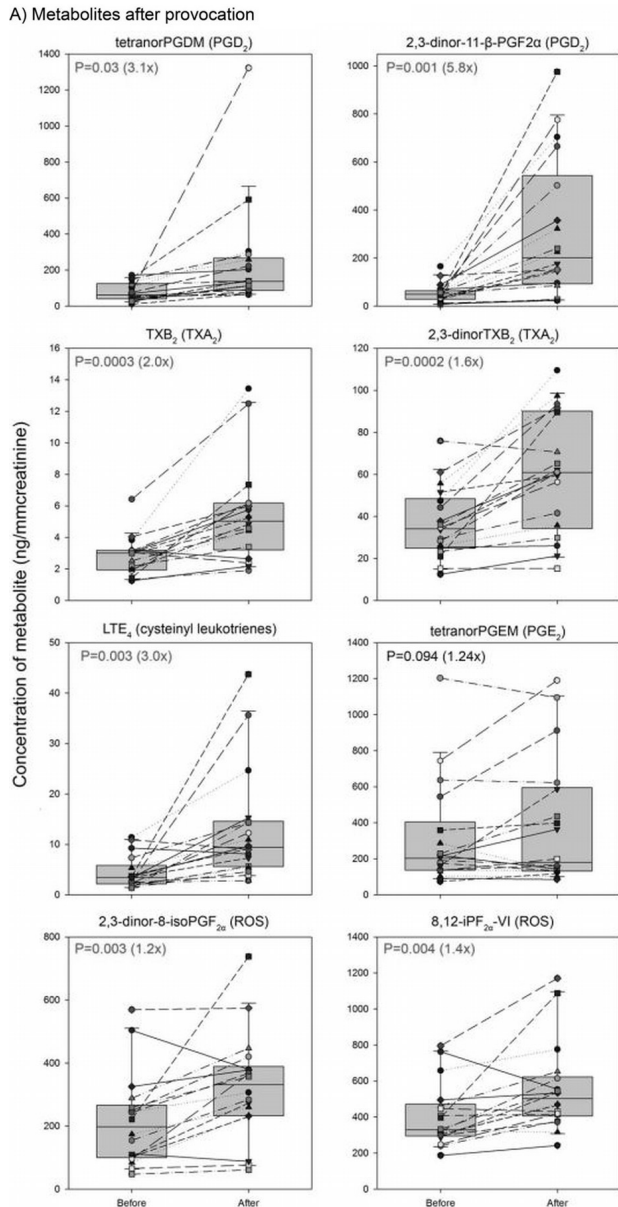 A) Metabolites after provocation
tetranorPGDM (PGD₂)
P=0.03 (3.1x)
1400
1200
1000
800
600
400
200
0
2,3-dinor-11-β-PGF2α (PGD₂)
P=0.001 (5.8x)
1000
800
600
400
200
0
TXB₂ (TXA₂)
P=0.0003 (2.0x)
16
14
12
10
8
6
4
2
0
2,3-dinorTXB₂ (TXA₂)
P=0.0002 (1.6x)
120
100
80
60
40
20
0
Concentration of metabolite (ng/mmcreatinine)
LTE₄ (cysteinyl leukotrienes)
P=0.003 (3.0x)
50
40
30
20
10
0
tetranorPGEM (PGE₂)
P=0.094 (1.24x)
1400
1200
1000
800
600
400
200
0
2,3-dinor-8-isoPGF₂α (ROS)
P=0.003 (1.2x)
800
600
400
200
0
Before After
8,12-iPF₂α-VI (ROS)
P=0.004 (1.4x)
1400
1200
1000
800
600
400
200
0
Before After